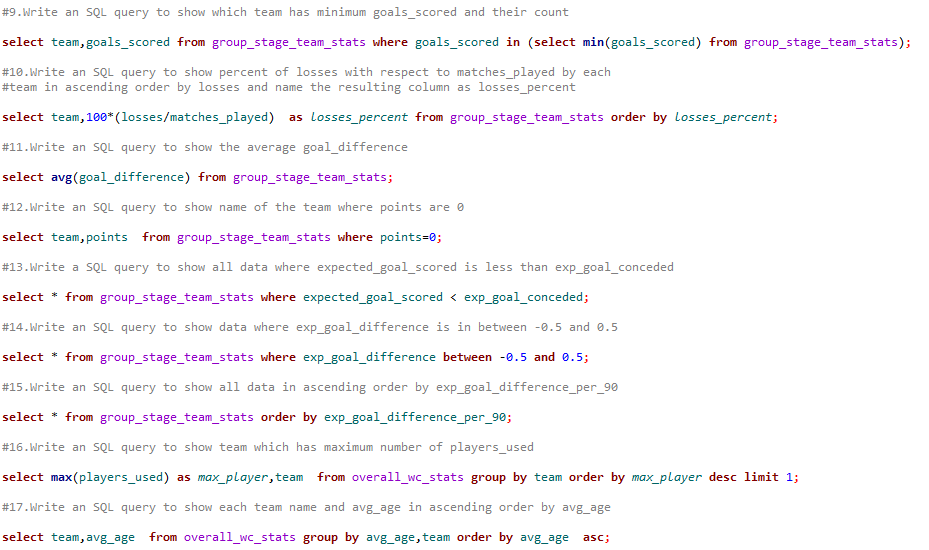 #9.Write an SQL query to show which team has minimum goals_scored and their count
select team,goals_scored from group_stage_team_stats where goals_scored in (select min(goals_scored) from group_stage_team_stats);
#10.Write an SQL query to show percent of losses with respect to matches_played by each
#team in ascending order by losses and name the resulting column as losses_percent
select team,100*(losses/matches_played)  as losses_percent from group_stage_team_stats order by losses_percent;
#11.Write an SQL query to show the average goal_difference
select avg(goal_difference) from group_stage_team_stats;
#12.Write an SQL query to show name of the team where points are 0
select team,points  from group_stage_team_stats where points=0;
#13.Write a SQL query to show all data where expected_goal_scored is less than exp_goal_conceded
select * from group_stage_team_stats where expected_goal_scored < exp_goal_conceded;
#14.Write an SQL query to show data where exp_goal_difference is in between -0.5 and 0.5
select * from group_stage_team_stats where exp_goal_difference between -0.5 and 0.5;
#15.Write an SQL query to show all data in ascending order by exp_goal_difference_per_90
select * from group_stage_team_stats order by exp_goal_difference_per_90;
#16.Write an SQL query to show team which has maximum number of players_used
select max(players_used) as max_player,team  from overall_wc_stats group by team order by max_player desc limit 1;
#17.Write an SQL query to show each team name and avg_age in ascending order by avg_age
select team,avg_age  from overall_wc_stats group by avg_age,team order by avg_age  asc;